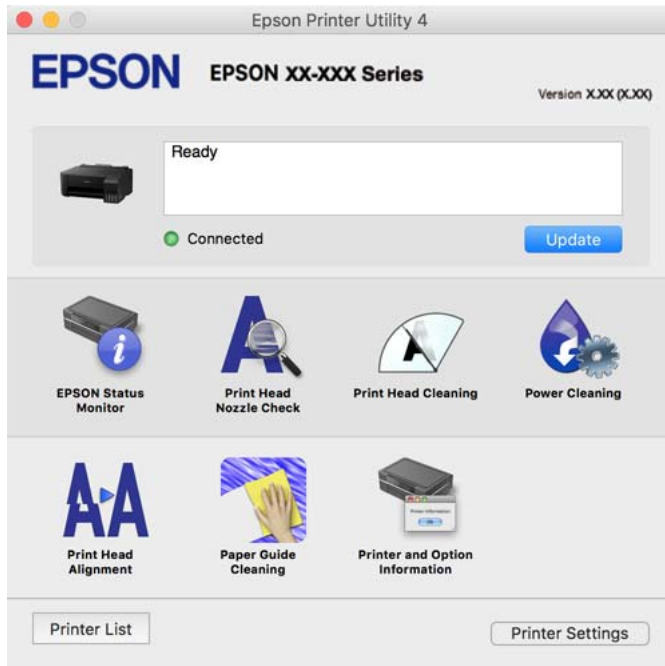 Epson Printer Utility 4
EPSON
EPSON XX-XXX Series
Version X.XX (X.XX)
Ready
Connected
Update
EPSON Status
Monitor
Print Head
Nozzle Check
Print Head Cleaning
Power Cleaning
Print Head
Alignment
Paper Guide
Cleaning
Printer and Option
Information
Printer List
Printer Settings